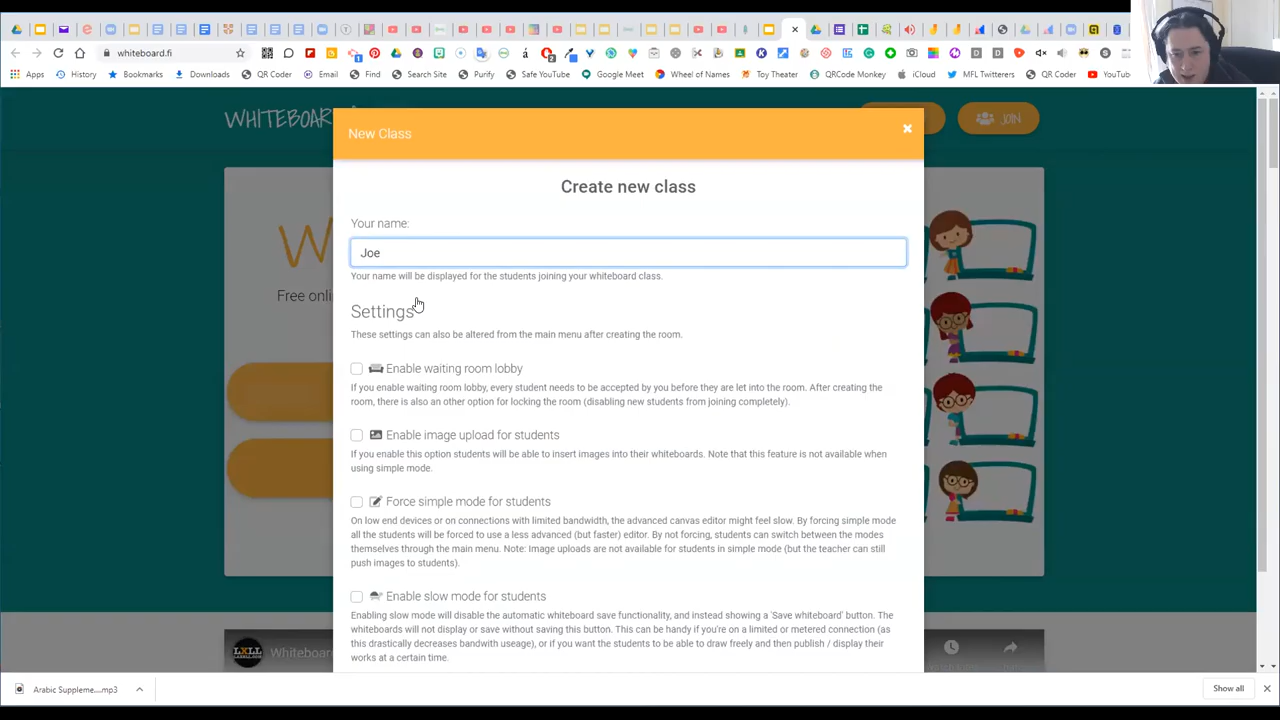 whiteboard.fi
Apps History Bookmarks Downloads QR Coder Email Find Search Site Purify Safe YouTube Google Meet Wheel of Names Toy Theater QRCode Monkey iCloud MFL Twitterers QR Coder YouTu
WHITEBOAR JOIN
New Class
Create new class
Your name:
Joe
Your name will be displayed for the students joining your whiteboard class.
Free onli
Settings
These settings can also be altered from the main menu after creating the room.
Enable waiting room lobby
If you enable waiting room lobby, every student needs to be accepted by you before they are let into the room. After creating the
room, there is also an other option for locking the room (disabling new students from joining completely).
Enable image upload for students
If you enable this option students will be able to insert images into their whiteboards. Note that this feature is not available when
using simple mode.
Force simple mode for students
On low end devices or on connections with limited bandwidth, the advanced canvas editor might feel slow. By forcing simple mode
all the students will be forced to use a less advanced (but faster) editor. By not forcing, students can switch between the modes
themselves through the main menu. Note: Image uploads are not available for students in simple mode (but the teacher can still
push images to students).
Enable slow mode for students
Enabling slow mode will disable the automatic whiteboard save functionality, and instead showing a 'Save whiteboard' button. The
whiteboards will not display or save without saving this button. This can be handy if you're on a limited or metered connection (as
this drastically decreases bandwith useage), or if you want the students to be able to draw freely and then publish / display their
works at a certain time.
Whiteboard
Arabic Suppleme....mp3
Show all